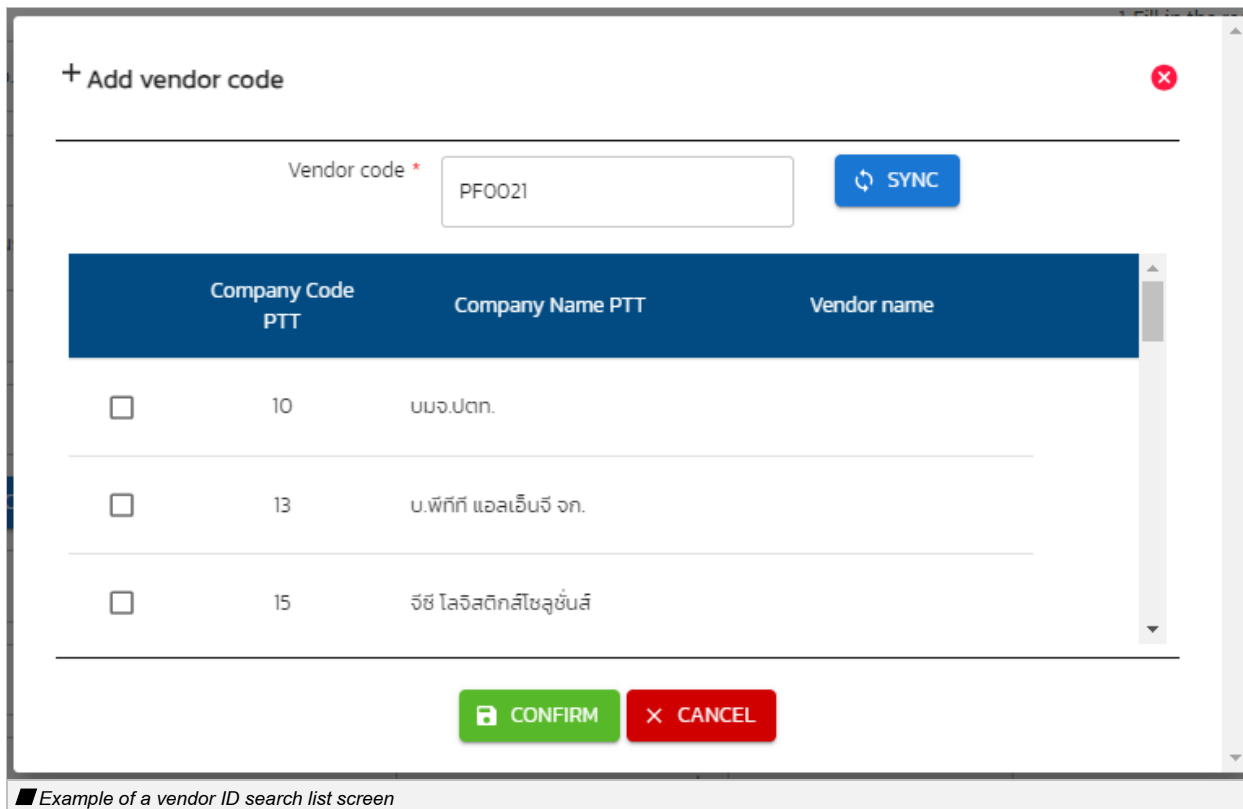 + Add vendor code
Vendor code *
PF0021
SYNC
Company Code
PTT
Company Name PTT
Vendor name
10 บมจ.ปตท.
13 บ.พีทีที แอลเอ็นจี จก.
15 จีซี โลจิสติกส์โซลูชั่นส์
CONFIRM
CANCEL
Example of a vendor ID search list screen